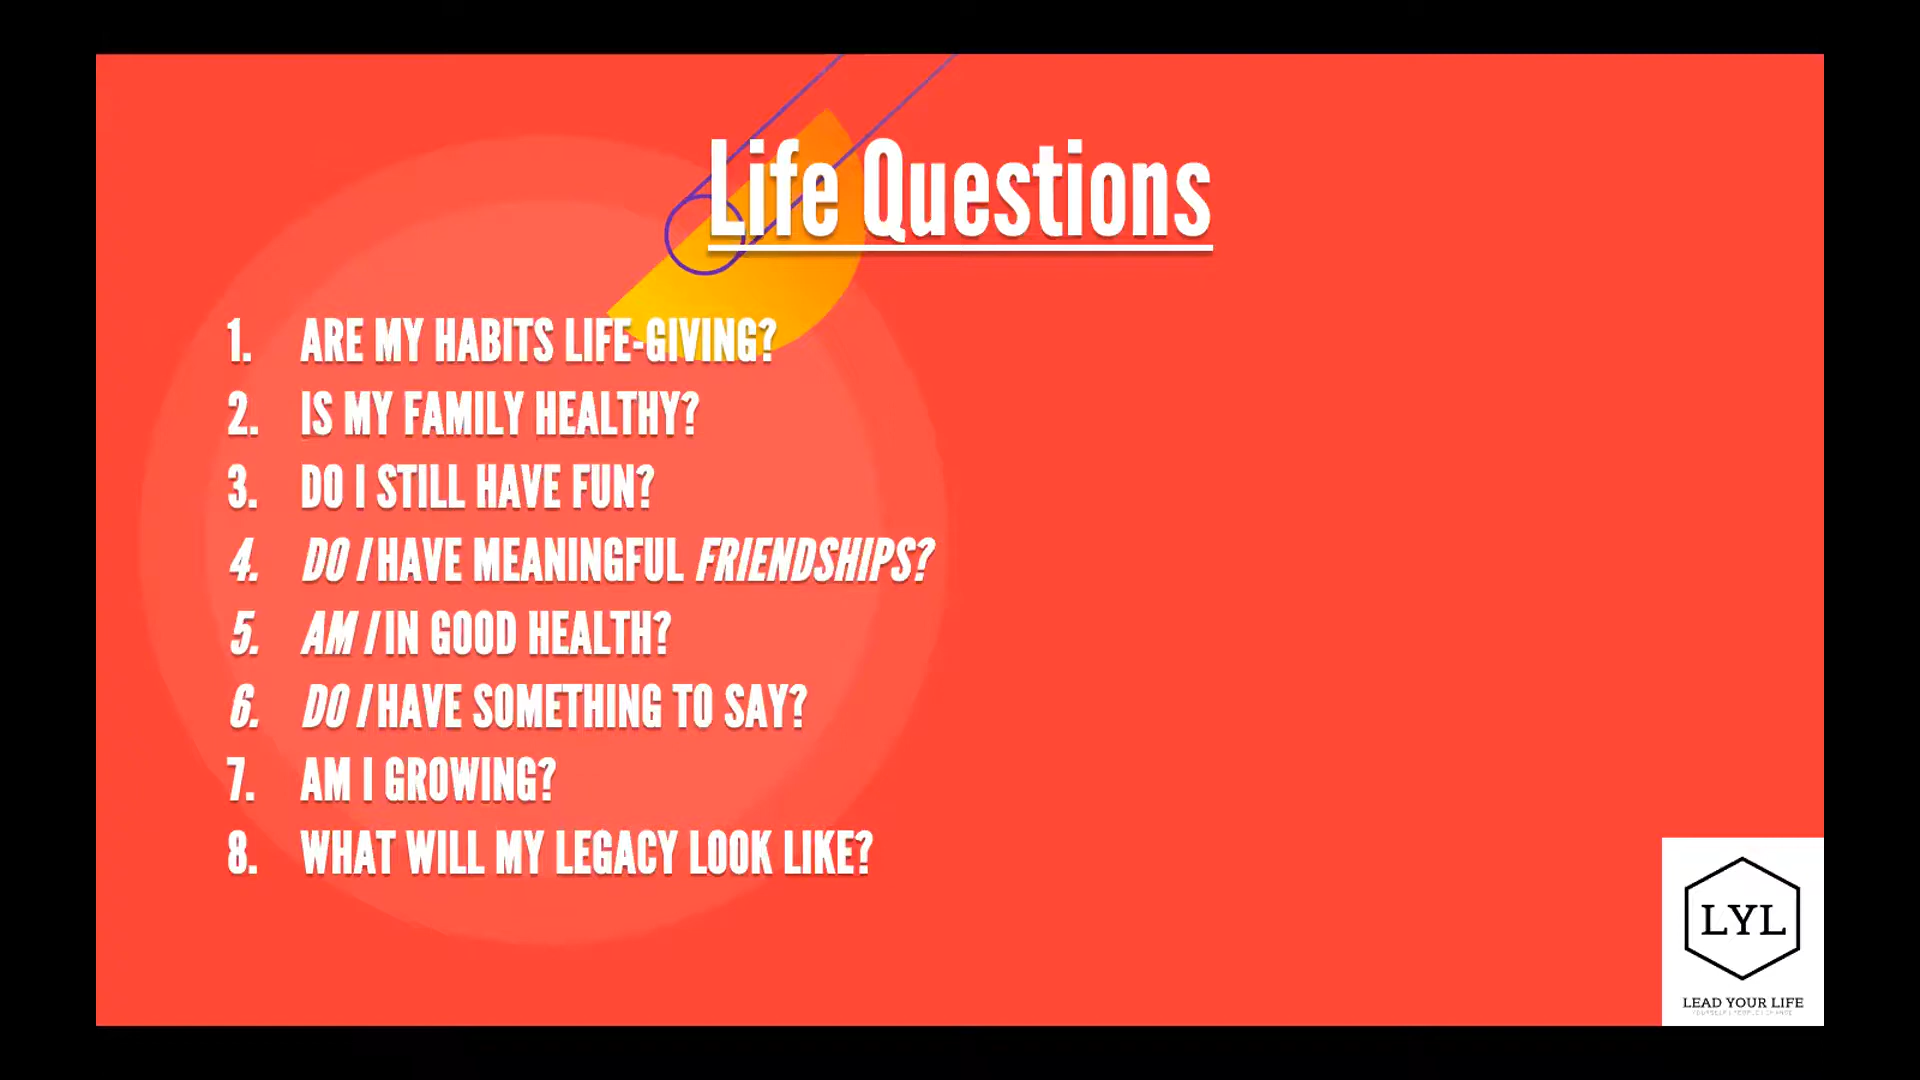 Life Questions
1. ARE MY HABITS LIFE-GIVING?
2. IS MY FAMILY HEALTHY?
3. DO I STILL HAVE FUN?
4. DO I HAVE MEANINGFUL FRIENDSHIPS?
5. AM I IN GOOD HEALTH?
6. DO I HAVE SOMETHING TO SAY?
7. AM I GROWING?
8. WHAT WILL MY LEGACY LOOK LIKE?
LYL
LEAD YOUR LIFE